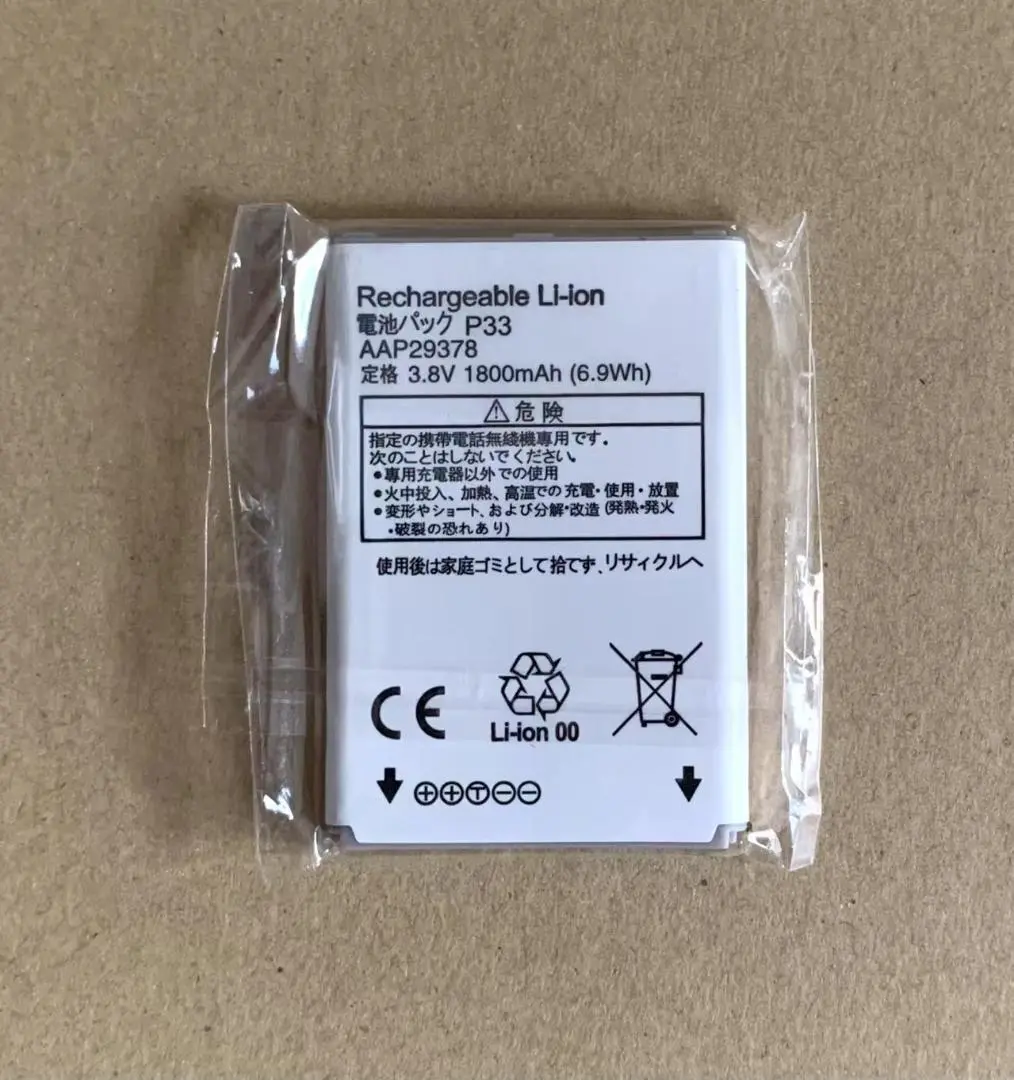 Rechargeable Li-ion
電池パック P33
AAP29378
定格 3.8V 1800mAh (6.9Wh)
⚠危険
指定の携帶電話無綫機專用です。
次のことはしないでください。
●專用充電器以外での使用
●火中投入、加熱、高温での充電・使用・放置
●変形やショート、および分解・改造 (発熱・発火
・破裂の恐れあり)
使用後は家庭ゴミとして捨てず、リサイクルへ
CE
Li-ion 00
⊕⊕Ⓣ⊖⊖